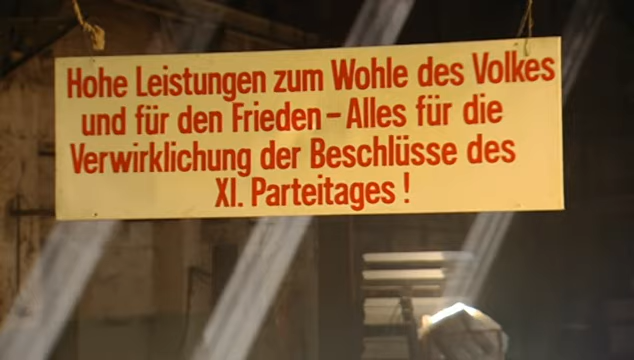 Hohe Leistungen zum Wohle des Volkes
und für den Frieden – Alles für die
Verwirklichung der Beschlüsse des
XI. Parteitages !